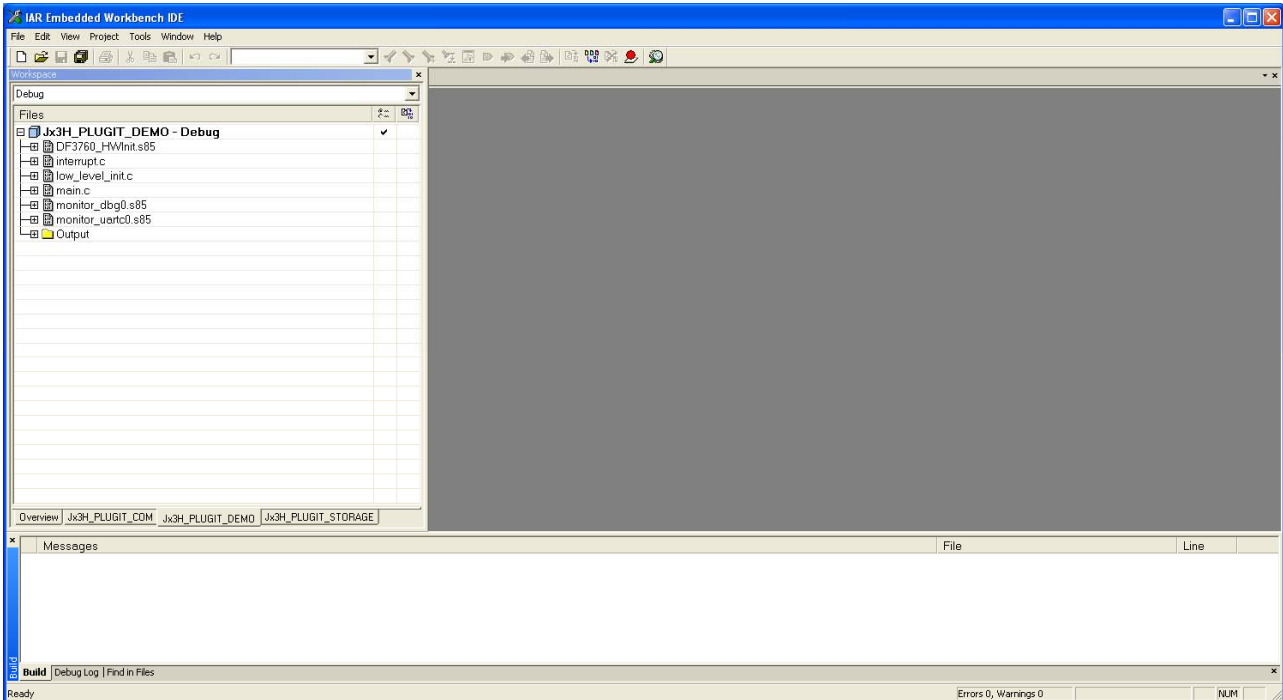 IAR Embedded Workbench IDE
File Edit View Project Tools Window Help
Workspace
Debug
Files
Jx3H_PLUGIT_DEMO - Debug
DF3760_HWInit.s85
interrupt.c
low_level_init.c
main.c
monitor_dbg0.s85
monitor_uartc0.s85
Output
Overview Jx3H_PLUGIT_COM Jx3H_PLUGIT_DEMO Jx3H_PLUGIT_STORAGE
Messages File Line
Build
Build Debug Log Find in Files
Ready Errors 0, Warnings 0 NUM